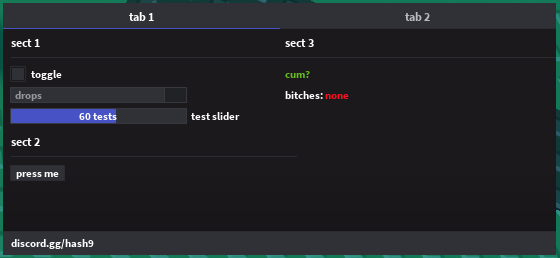 tab 1
tab 2
sect 1
toggle
drops
60 tests
test slider
sect 2
press me
sect 3
cum?
bitches: none
discord.gg/hash9